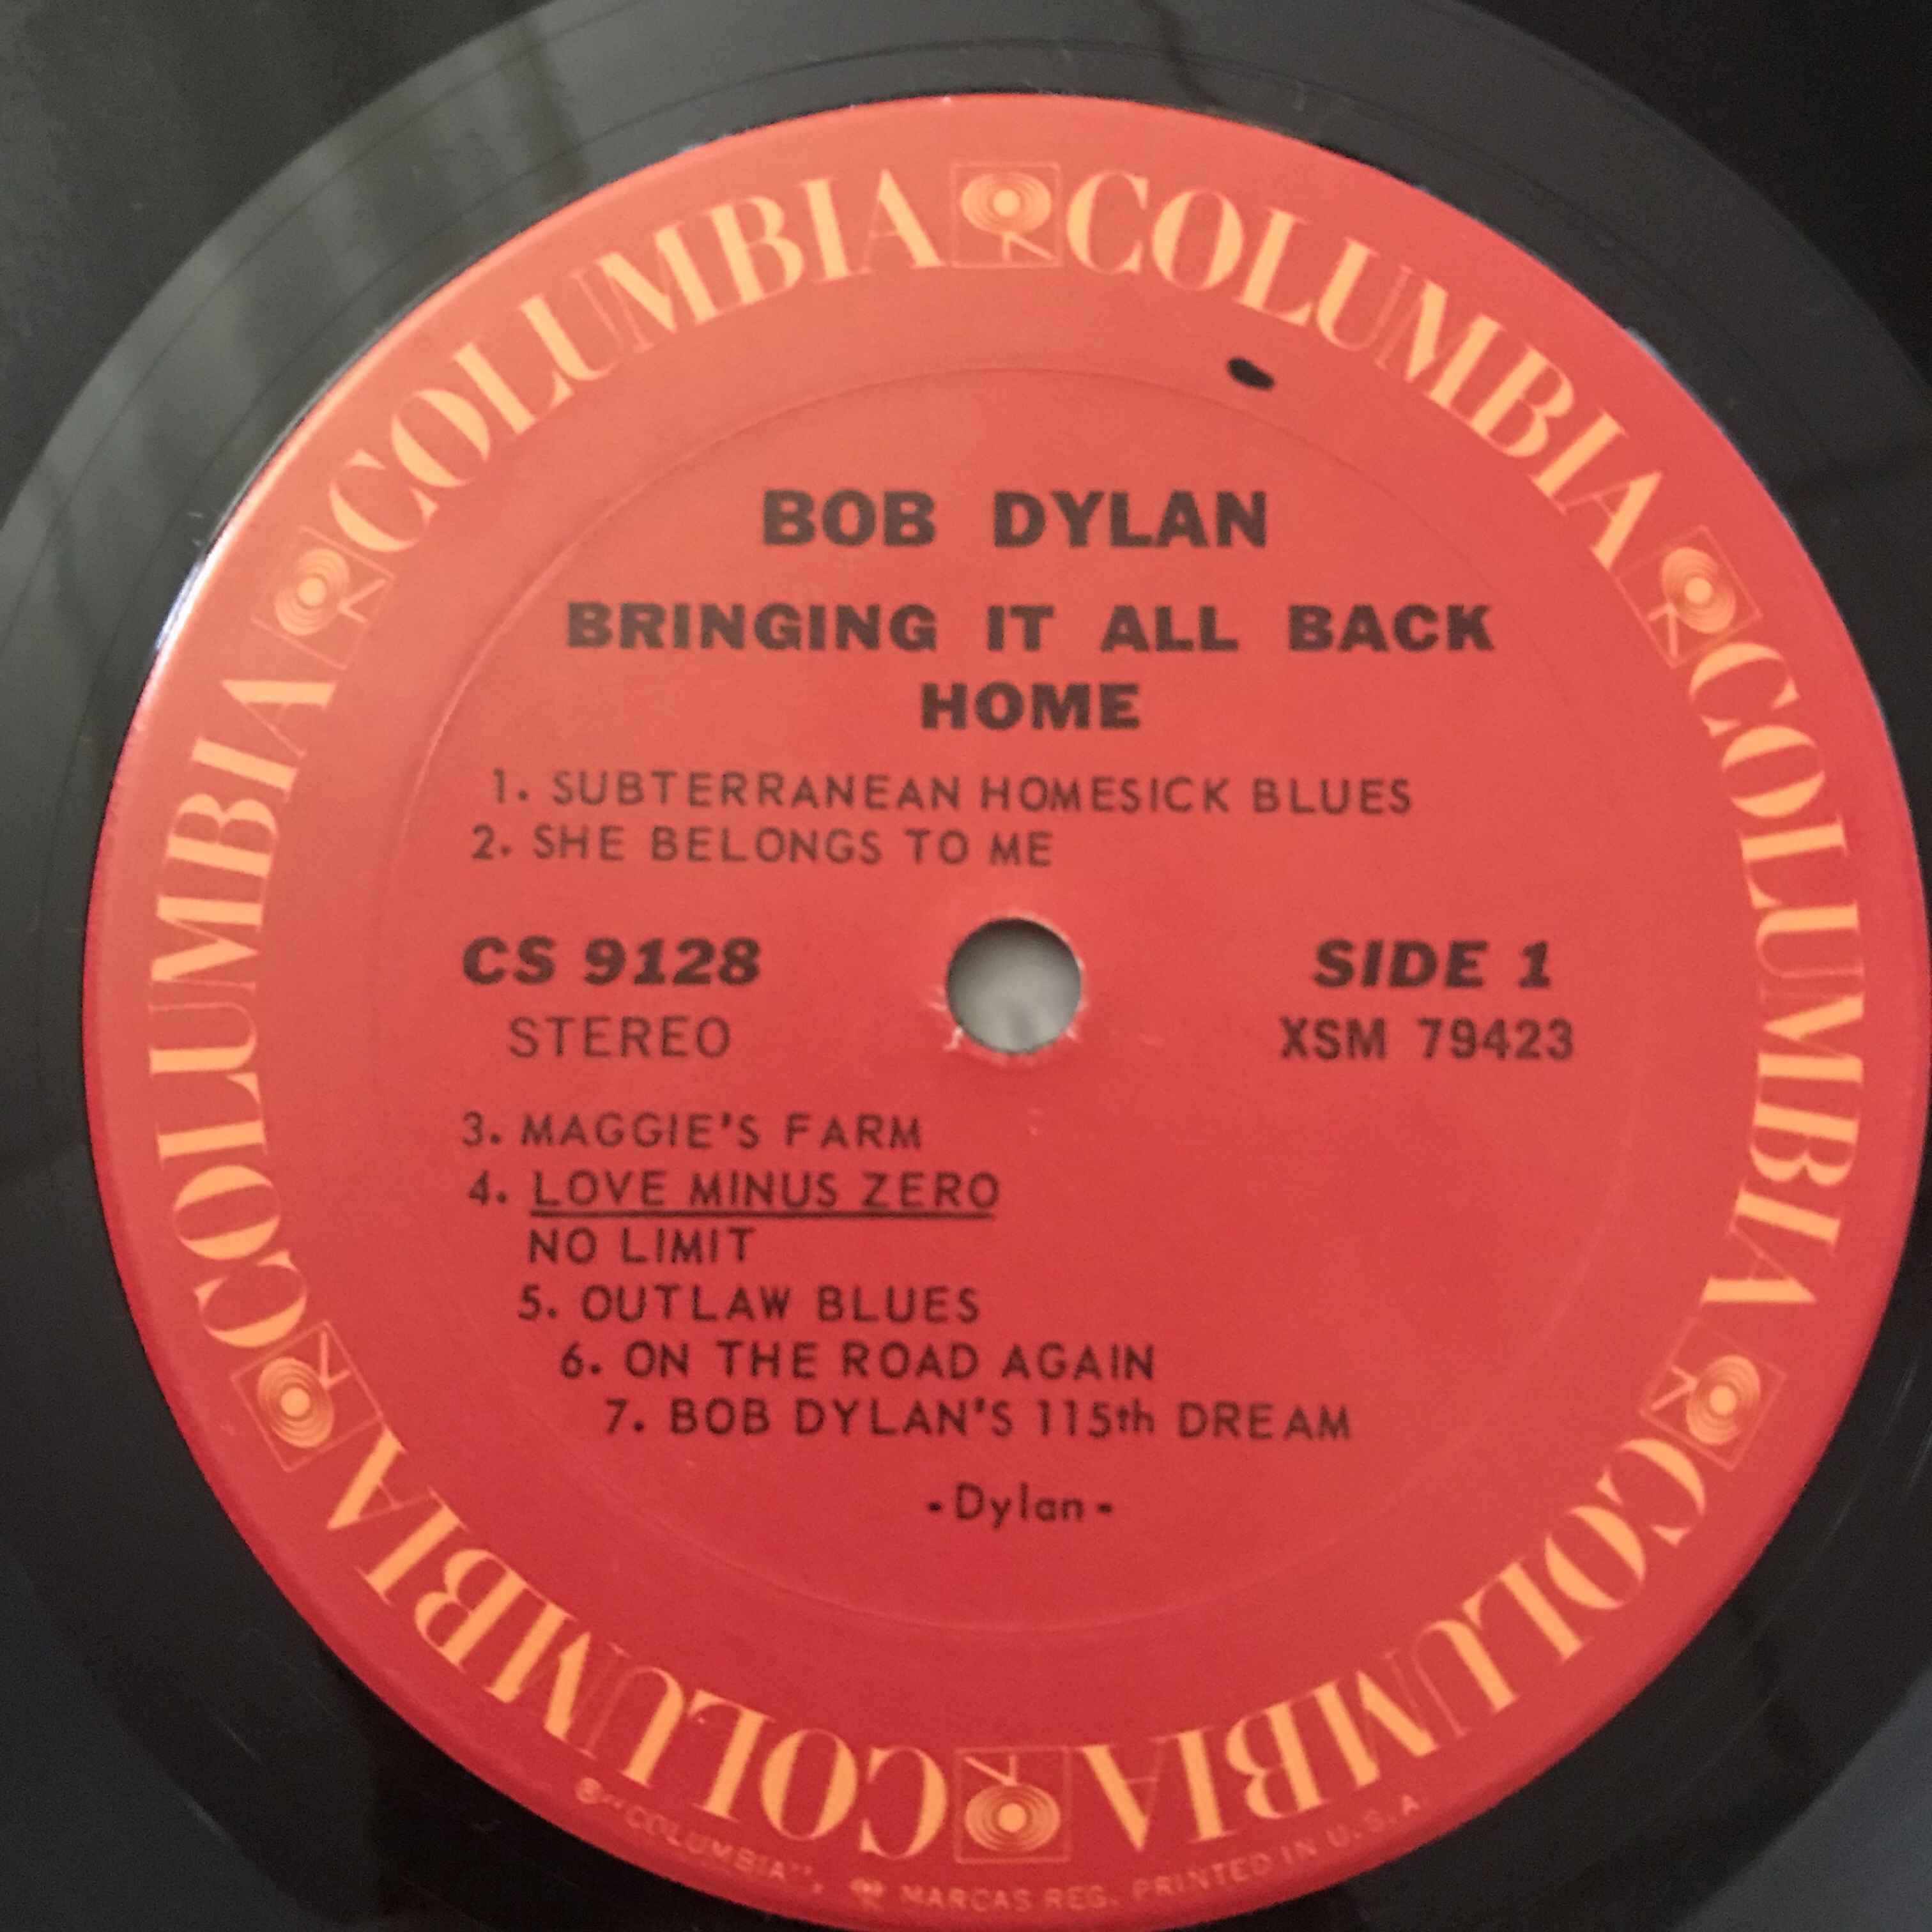 COLUMBIA COLUMBIA COLUMBIA COLUMBIA COLUMBIA COLUMBIA
BOB DYLAN
BRINGING IT ALL BACK
HOME
1. SUBTERRANEAN HOMESICK BLUES
2. SHE BELONGS TO ME
CS 9128
STEREO
SIDE 1
XSM 79423
3. MAGGIE'S FARM
4. LOVE MINUS ZERO
NO LIMIT
5. OUTLAW BLUES
6. ON THE ROAD AGAIN
7. BOB DYLAN'S 115th DREAM
-Dylan-
®"COLUMBIA", MARCAS REG. PRINTED IN U.S.A.